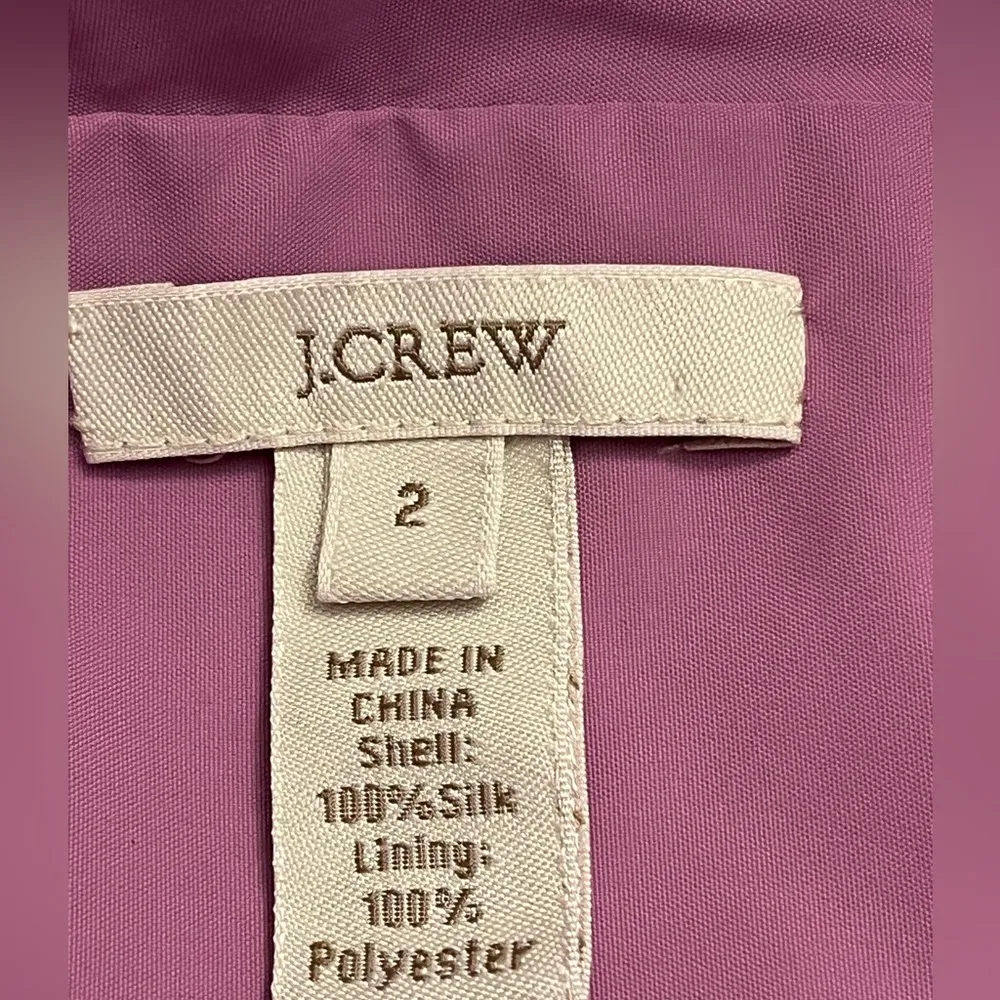 J.CREW
2
MADE IN
CHINA
Shell:
100%Silk
Lining:
100%
Polyester